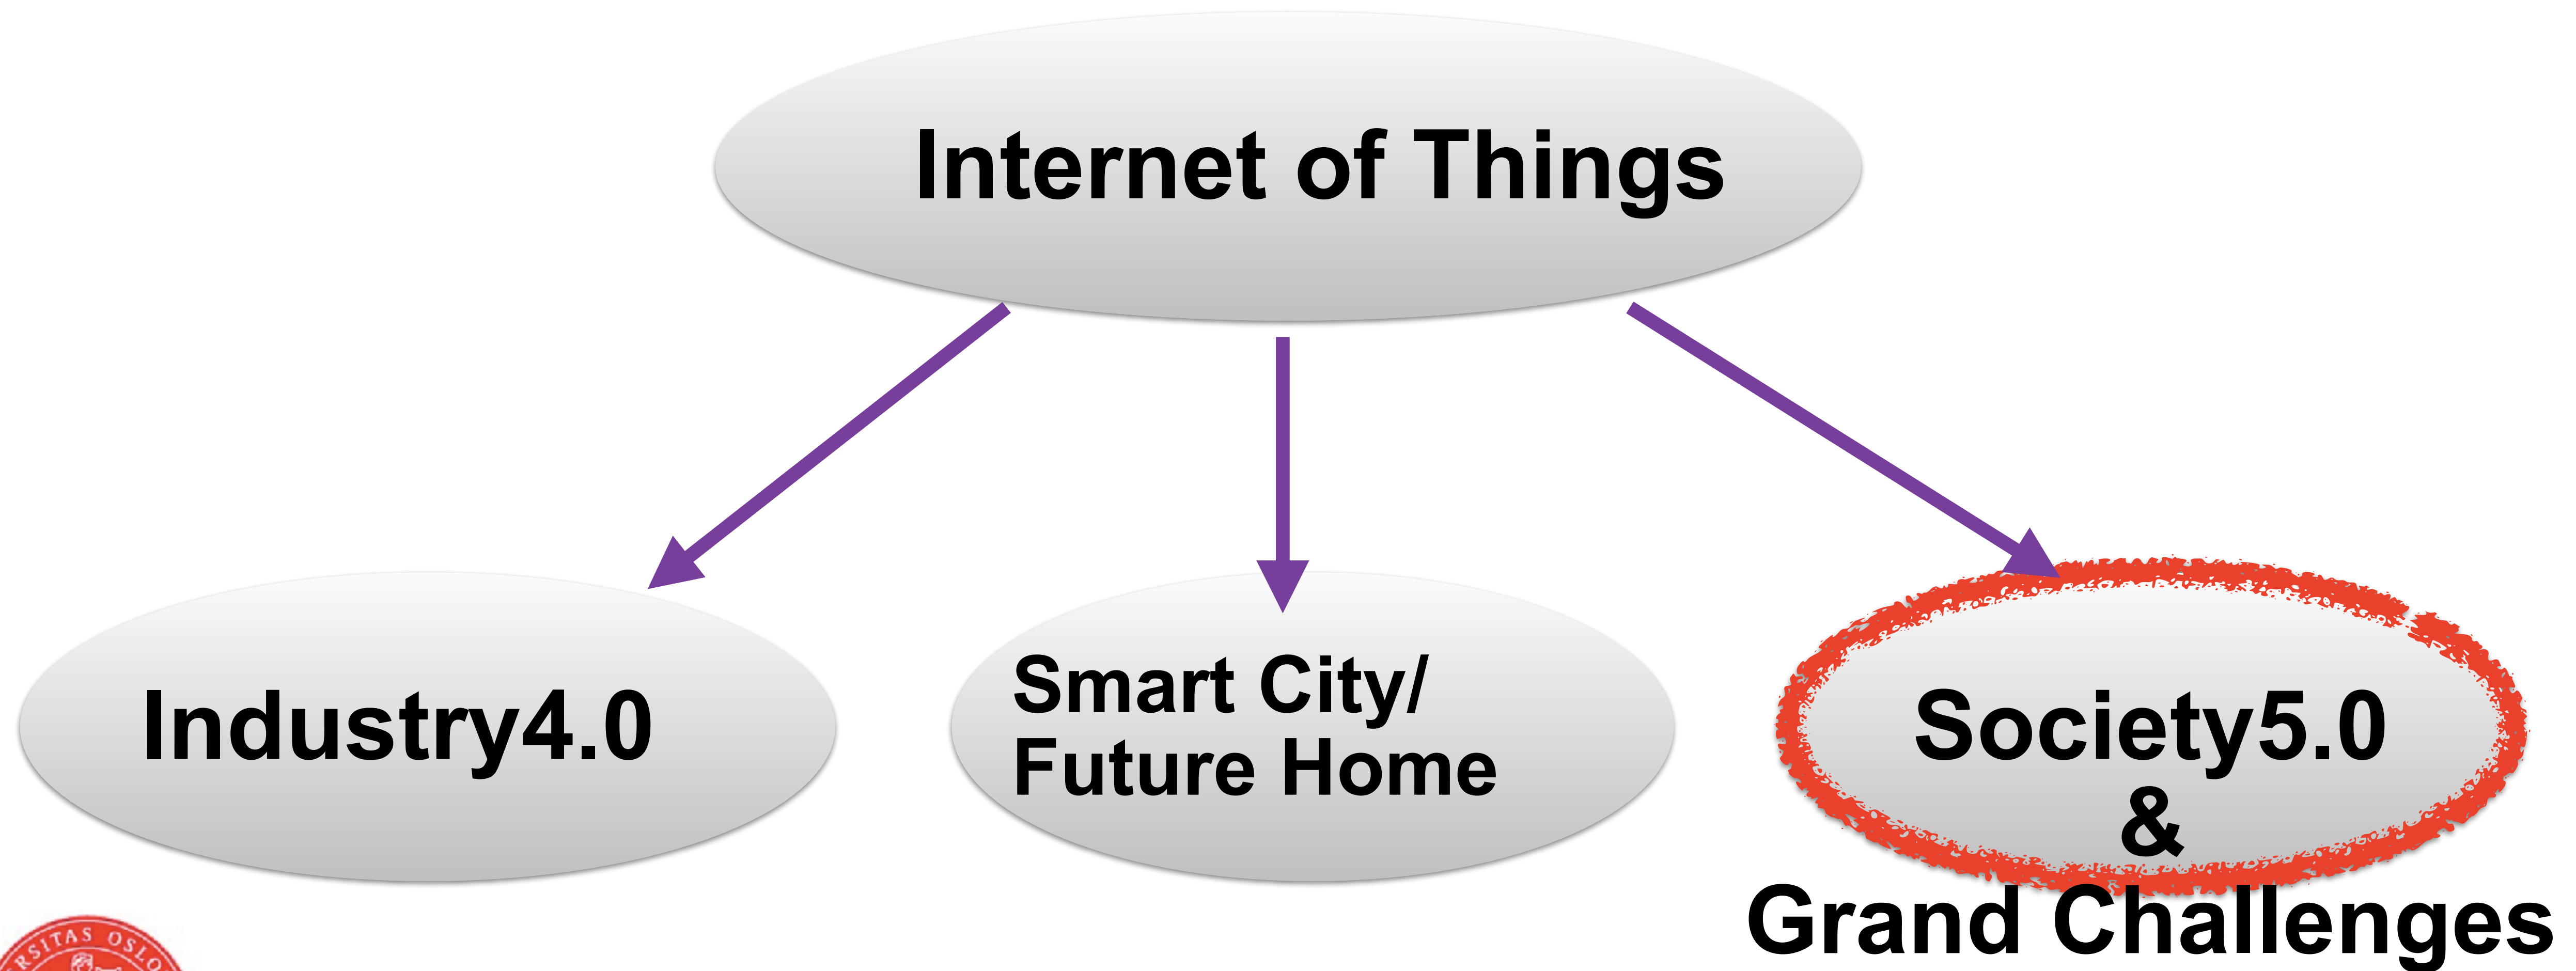 Internet of Things
Industry4.0
Smart City/
Future Home
Society5.0
&
Grand Challenges